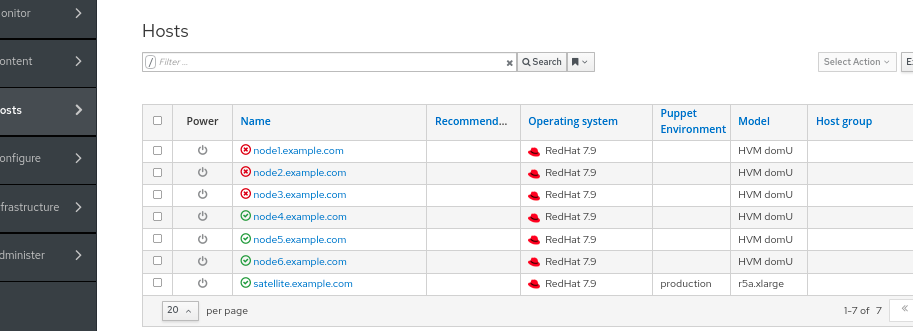 onitor
ontent
osts
onfigure
frastructure
dminister
Hosts
/ Filter ... × Search
Select Action E
Power Name Recommend... Operating system Puppet Environment Model Host group
node1.example.com RedHat 7.9 HVM domU
node2.example.com RedHat 7.9 HVM domU
node3.example.com RedHat 7.9 HVM domU
node4.example.com RedHat 7.9 HVM domU
node5.example.com RedHat 7.9 HVM domU
node6.example.com RedHat 7.9 HVM domU
satellite.example.com RedHat 7.9 production r5a.xlarge
20 per page 1-7 of 7 «